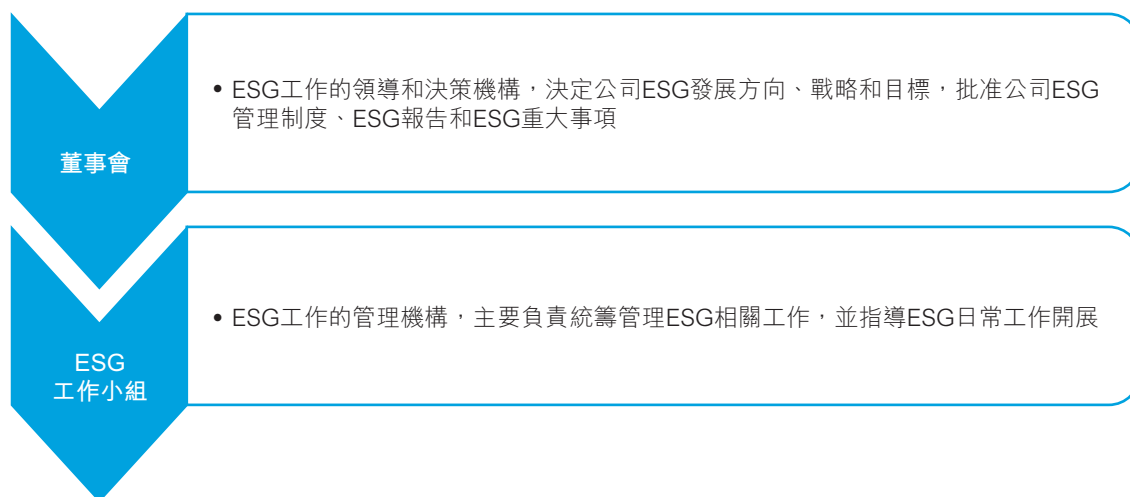 • ESG工作的領導和決策機構，決定公司ESG發展方向、戰略和目標，批准公司ESG
管理制度、ESG報告和ESG重大事項
董事會
• ESG工作的管理機構，主要負責統籌管理ESG相關工作，並指導ESG日常工作開展
ESG
工作小組